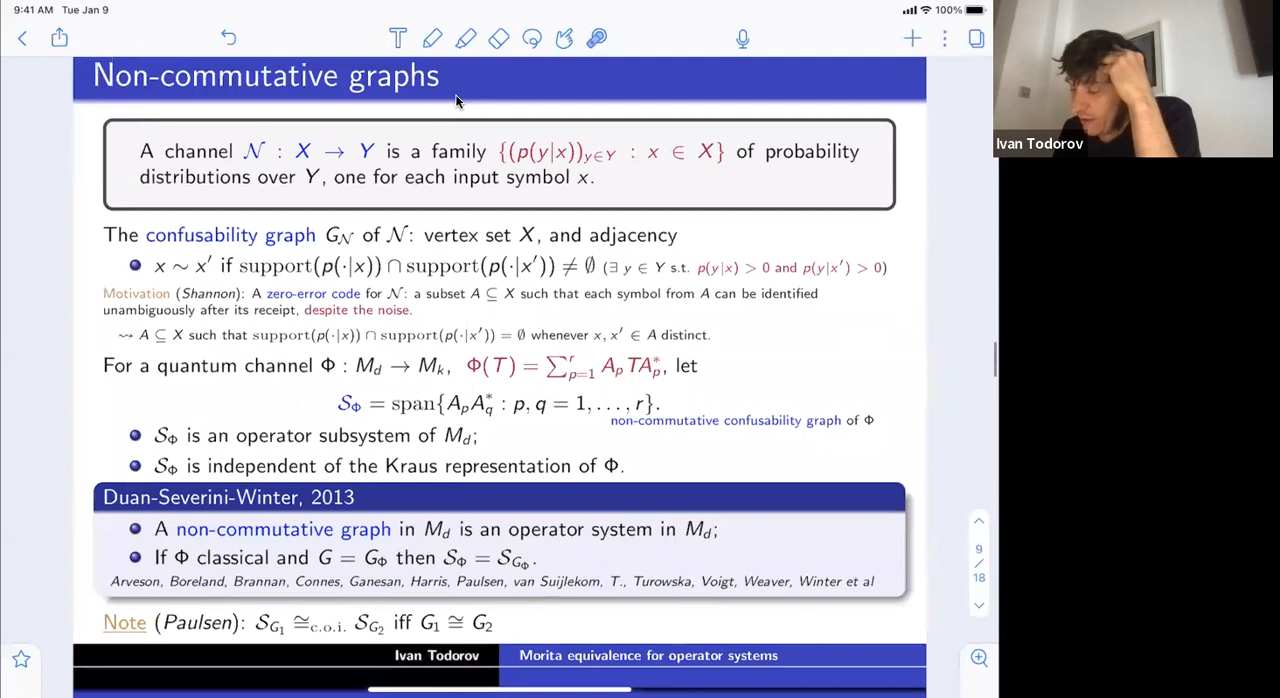 9:41 AM Tue Jan 9
100%
Non-commutative graphs
A channel 𝒩 : X → Y is a family {(p(y|x))_{y∈Y} : x ∈ X} of probability
distributions over Y, one for each input symbol x.
The confusability graph G_𝒩 of 𝒩: vertex set X, and adjacency
x ∼ x′ if support(p(·|x)) ∩ support(p(·|x′)) ≠ ∅ (∃ y ∈ Y s.t. p(y|x) > 0 and p(y|x′) > 0)
Motivation (Shannon): A zero-error code for 𝒩: a subset A ⊆ X such that each symbol from A can be identified
unambiguously after its receipt, despite the noise.
⇝ A ⊆ X such that support(p(·|x)) ∩ support(p(·|x′)) = ∅ whenever x, x′ ∈ A distinct.
For a quantum channel Φ : M_d → M_k, Φ(T) = ∑_{p=1}^{r} A_p T A_p^*, let
𝒮_Φ = span{A_p A_q^* : p, q = 1, . . . , r}.
non-commutative confusability graph of Φ
𝒮_Φ is an operator subsystem of M_d;
𝒮_Φ is independent of the Kraus representation of Φ.
Duan-Severini-Winter, 2013
A non-commutative graph in M_d is an operator system in M_d;
If Φ classical and G = G_Φ then 𝒮_Φ = 𝒮_{G_Φ}.
Arveson, Boreland, Brannan, Connes, Ganesan, Harris, Paulsen, van Suijlekom, T., Turowska, Voigt, Weaver, Winter et al
Note (Paulsen): 𝒮_{G_1} ≅_{c.o.i.} 𝒮_{G_2} iff G_1 ≅ G_2
Ivan Todorov Morita equivalence for operator systems
9
/
18
Ivan Todorov